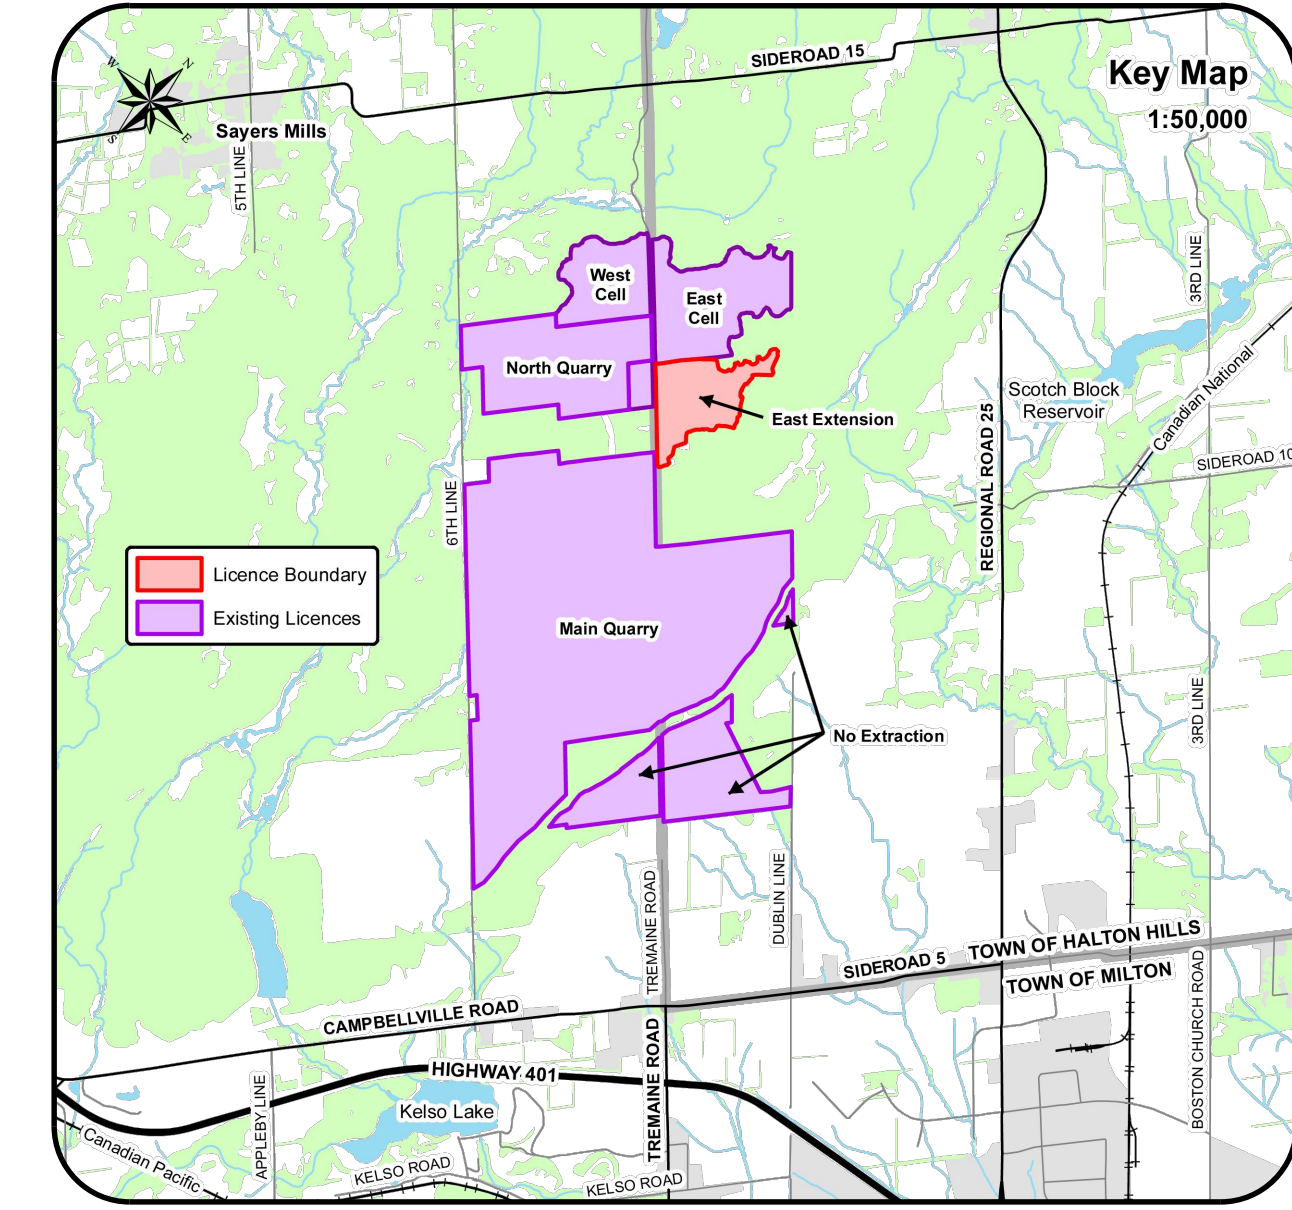 SIDEROAD 15
Key Map
1:50,000
W
N
S
E
Sayers Mills
5TH LINE
3RD LINE
West
Cell
East
Cell
North Quarry
East Extension
Scotch Block
Reservoir
Canadian National
REGIONAL ROAD 25
SIDEROAD 10
6TH LINE
Licence Boundary
Existing Licences
Main Quarry
No Extraction
3RD LINE
DUBLIN LINE
TREMAINE ROAD
SIDEROAD 5
TOWN OF HALTON HILLS
TOWN OF MILTON
BOSTON CHURCH ROAD
CAMPBELLVILLE ROAD
HIGHWAY 401
TREMAINE ROAD
Kelso Lake
APPLEBY LINE
Canadian Pacific
KELSO ROAD
KELSO ROAD